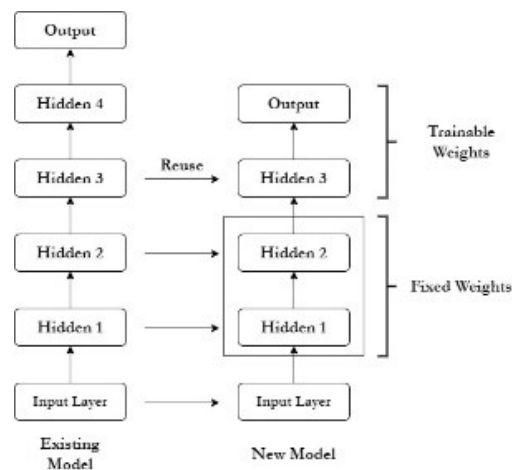 Output
Hidden 4
Output
Trainable
Weights
Hidden 3
Reuse
Hidden 3
Hidden 2
Hidden 2
Fixed Weights
Hidden 1
Hidden 1
Input Layer
Input Layer
Existing
Model
New Model